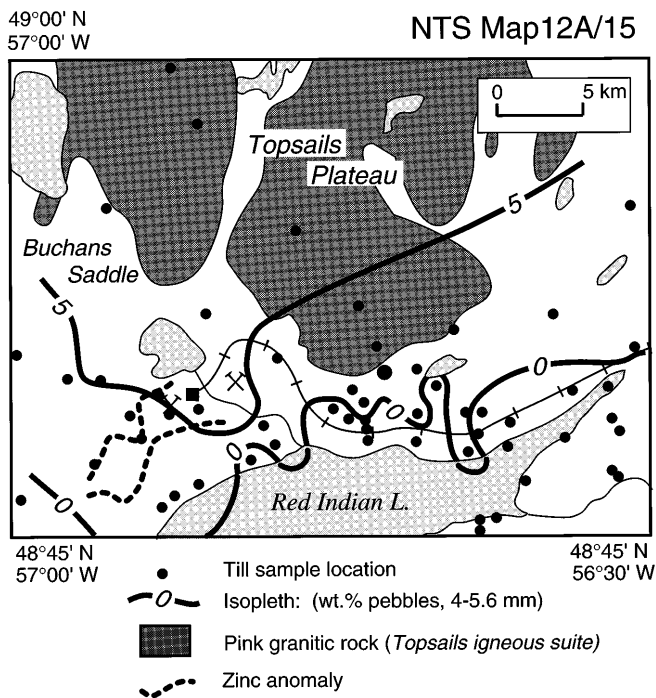 49°00' N
57°00' W
NTS Map12A/15
0 5 km
Topsails
Plateau
5
Buchans
Saddle
5
0
0
0
0
Red Indian L.
48°45' N
57°00' W
48°45' N
56°30' W
Till sample location
0 Isopleth: (wt.% pebbles, 4-5.6 mm)
Pink granitic rock (Topsails igneous suite)
Zinc anomaly